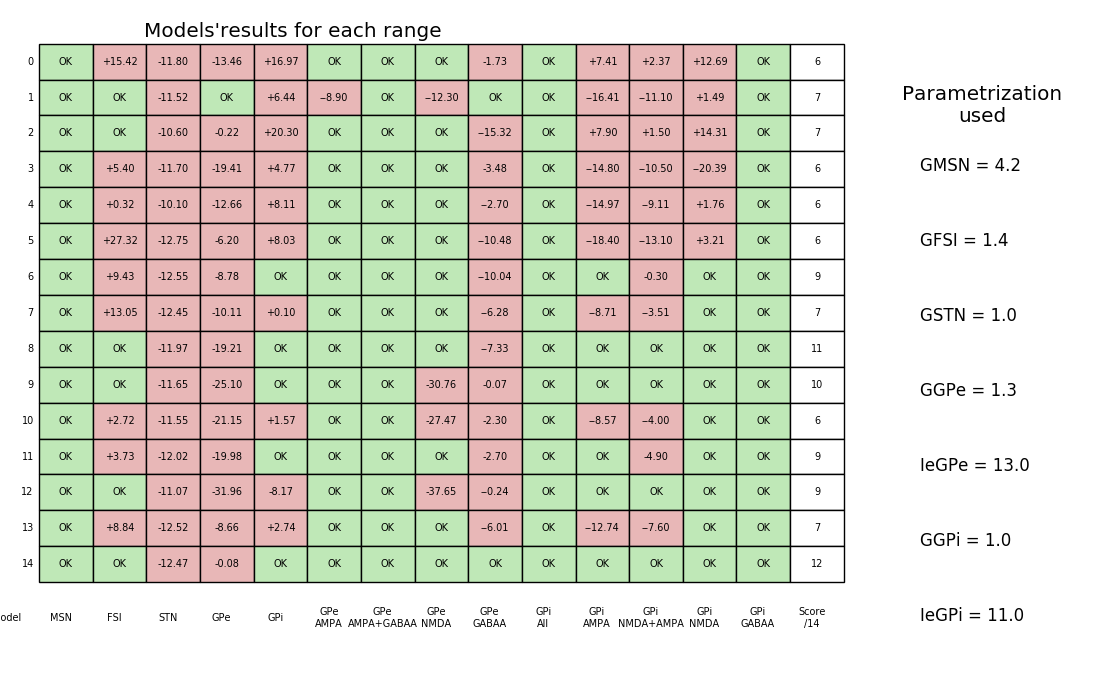 Models'results for each range
0 OK +15.42 -11.80 -13.46 +16.97 OK OK OK -1.73 OK +7.41 +2.37 +12.69 OK 6
1 OK OK -11.52 OK +6.44 −8.90 OK −12.30 OK OK −16.41 −11.10 +1.49 OK 7
2 OK OK -10.60 -0.22 +20.30 OK OK OK −15.32 OK +7.90 +1.50 +14.31 OK 7
3 OK +5.40 -11.70 -19.41 +4.77 OK OK OK -3.48 OK −14.80 −10.50 −20.39 OK 6
4 OK +0.32 -10.10 -12.66 +8.11 OK OK OK −2.70 OK −14.97 −9.11 +1.76 OK 6
5 OK +27.32 -12.75 -6.20 +8.03 OK OK OK −10.48 OK −18.40 −13.10 +3.21 OK 6
6 OK +9.43 -12.55 -8.78 OK OK OK OK −10.04 OK OK -0.30 OK OK 9
7 OK +13.05 -12.45 -10.11 +0.10 OK OK OK −6.28 OK −8.71 −3.51 OK OK 7
8 OK OK -11.97 -19.21 OK OK OK OK −7.33 OK OK OK OK OK 11
9 OK OK -11.65 -25.10 OK OK OK -30.76 -0.07 OK OK OK OK OK 10
10 OK +2.72 -11.55 -21.15 +1.57 OK OK -27.47 -2.30 OK −8.57 −4.00 OK OK 6
11 OK +3.73 -12.02 -19.98 OK OK OK OK −2.70 OK OK -4.90 OK OK 9
12 OK OK -11.07 -31.96 -8.17 OK OK -37.65 −0.24 OK OK OK OK OK 9
13 OK +8.84 -12.52 -8.66 +2.74 OK OK OK −6.01 OK −12.74 −7.60 OK OK 7
14 OK OK -12.47 -0.08 OK OK OK OK OK OK OK OK OK OK 12
odel MSN FSI STN GPe GPi GPe GPe GPe GPe GPi GPi GPi GPi GPi Score
AMPA AMPA+GABAA NMDA GABAA All AMPA NMDA+AMPA NMDA GABAA /14
Parametrization
used
GMSN = 4.2
GFSI = 1.4
GSTN = 1.0
GGPe = 1.3
IeGPe = 13.0
GGPi = 1.0
IeGPi = 11.0